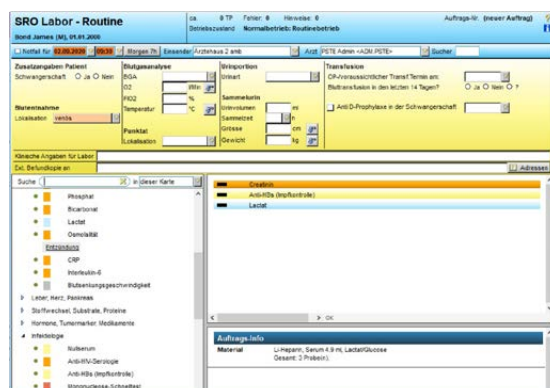 SRO Labor - Routine
Bond James (M), 01.01.2000
ca. 0 TP Fehler: 0 Hinweise: 0
Betriebszustand Normalbetrieb: Routinebetrieb
Auftrags-Nr. (neuer Auftrag)
Notfall für 02.09.2020 09:30 Morgen 7h Einsender Ärztehaus 2 amb Arzt PSTE Admin <ADM.PSTE> Sucher
Zusatzangaben Patient
Schwangerschaft Ja Nein
Blutentnahme
Lokalisation venös
Blutgasanalyse
BGA
O2 l/Min
FIO2 %
Temperatur °C
Punktat
Lokalisation
Urinportion
Urinart
Sammelurin
Urinvolumen ml
Sammelzeit h
Grösse cm
Gewicht kg
Transfusion
OP-/Voraussichtlicher Transf.Termin am:
Bluttransfusion in den letzten 14 Tagen? Ja Nein ?
Anti D-Prophylaxe in der Schwangerschaft
Klinische Angaben für Labor
Ext. Befundkopie an
Adressen
Suche in dieser Karte
Phosphat
Bicarbonat
Lactat
Osmolalität
Entzündung
CRP
Interleukin-6
Blutsenkungsgeschwindigkeit
Leber, Herz, Pankreas
Stoffwechsel, Substrate, Proteine
Hormone, Tumormarker, Medikamente
Infektiologie
Nullserum
Anti-HIV-Serologie
Anti-HBs (Impfkontrolle)
Mononucleose-Schnelltest
Creatinin
Anti-HBs (Impfkontrolle)
Lactat
OK
Auftrags-Info
Material Li-Heparin, Serum 4.9 ml, Lactat/Glucose
Gesamt: 3 Probe(n).